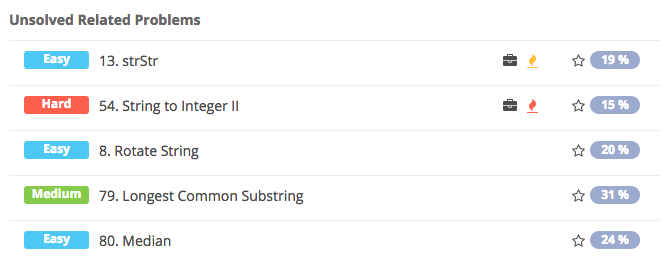 Unsolved Related Problems
Easy 13. strStr 19 %
Hard 54. String to Integer II 15 %
Easy 8. Rotate String 20 %
Medium 79. Longest Common Substring 31 %
Easy 80. Median 24 %